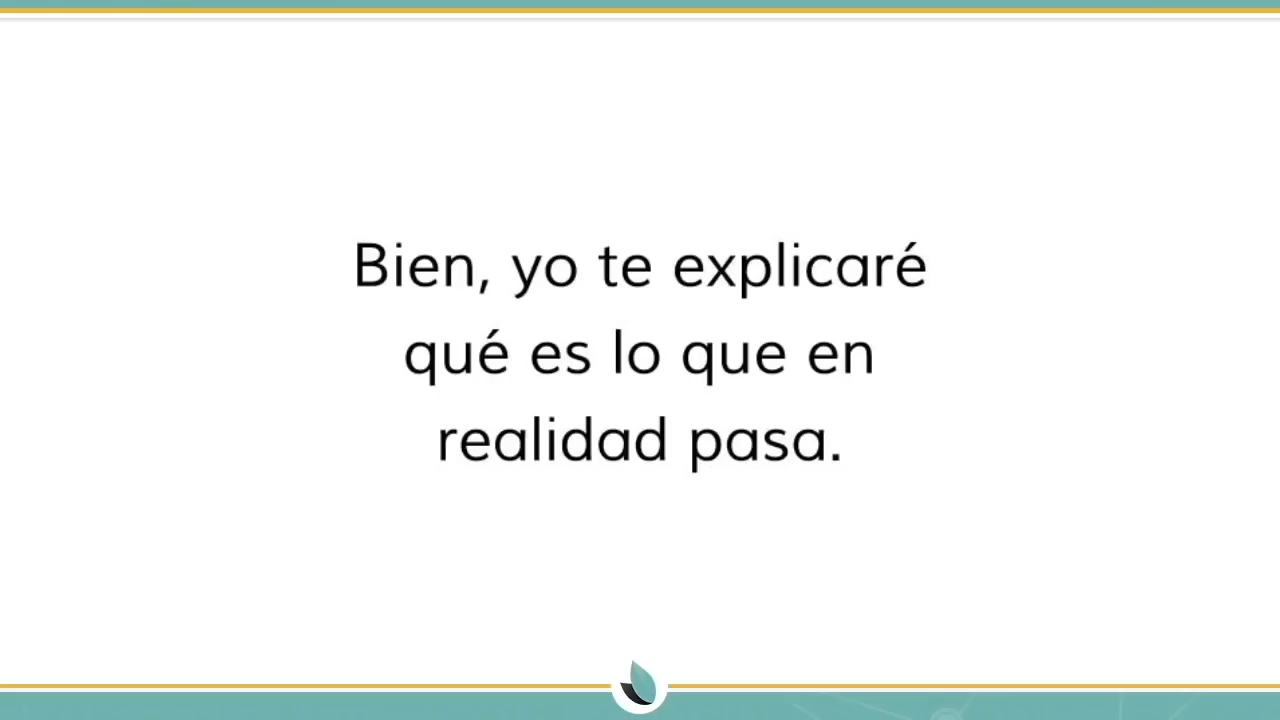 Bien, yo te explicaré
qué es lo que en
realidad pasa.